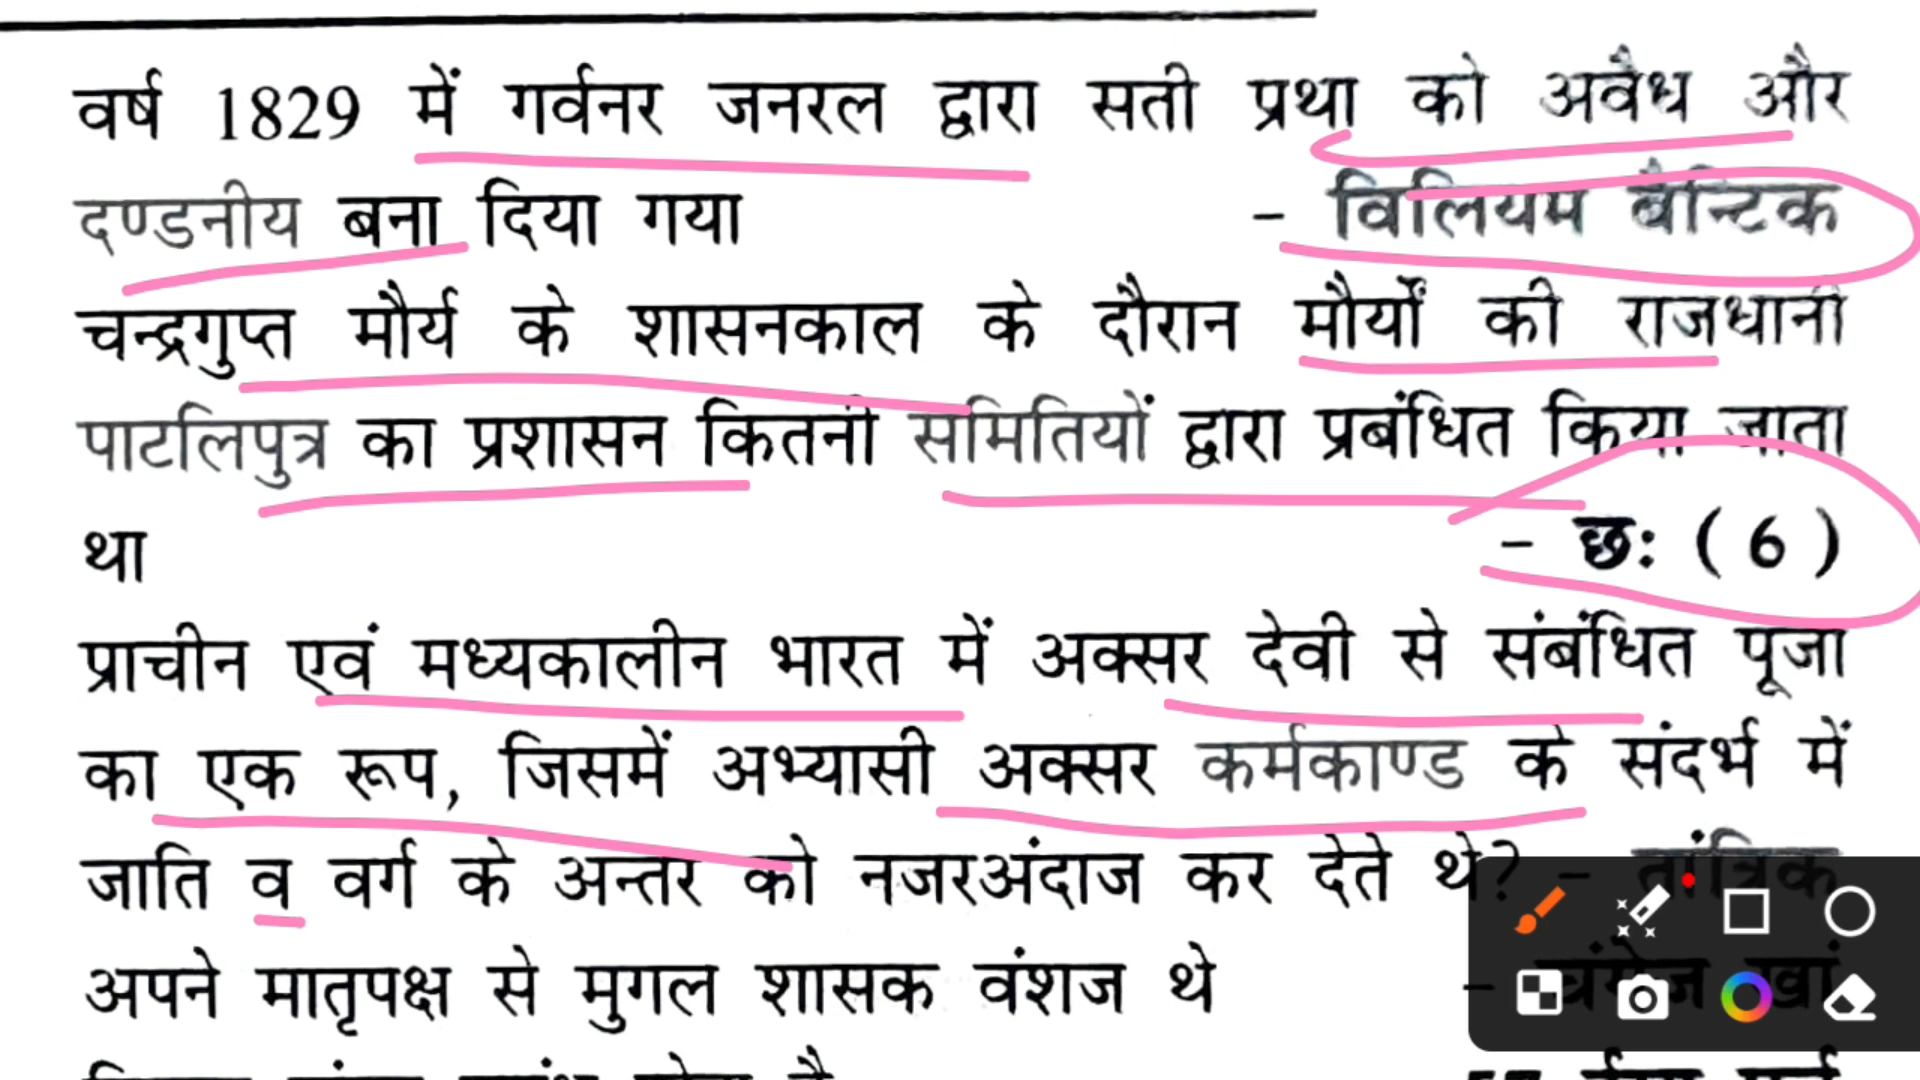 वर्ष 1829 में गर्वनर जनरल द्वारा सती प्रथा को अवैध और
दण्डनीय बना दिया गया - विलियम बैन्टिक
चन्द्रगुप्त मौर्य के शासनकाल के दौरान मौर्यों की राजधानी
पाटलिपुत्र का प्रशासन कितनी समितियों द्वारा प्रबंधित किया जाता
था - छः ( 6 )
प्राचीन एवं मध्यकालीन भारत में अक्सर देवी से संबंधित पूजा
का एक रूप, जिसमें अभ्यासी अक्सर कर्मकाण्ड के संदर्भ में
जाति व वर्ग के अन्तर को नजरअंदाज कर देते थे? - तांत्रिक
अपने मातृपक्ष से मुगल शासक वंशज थे - चंगेज खां